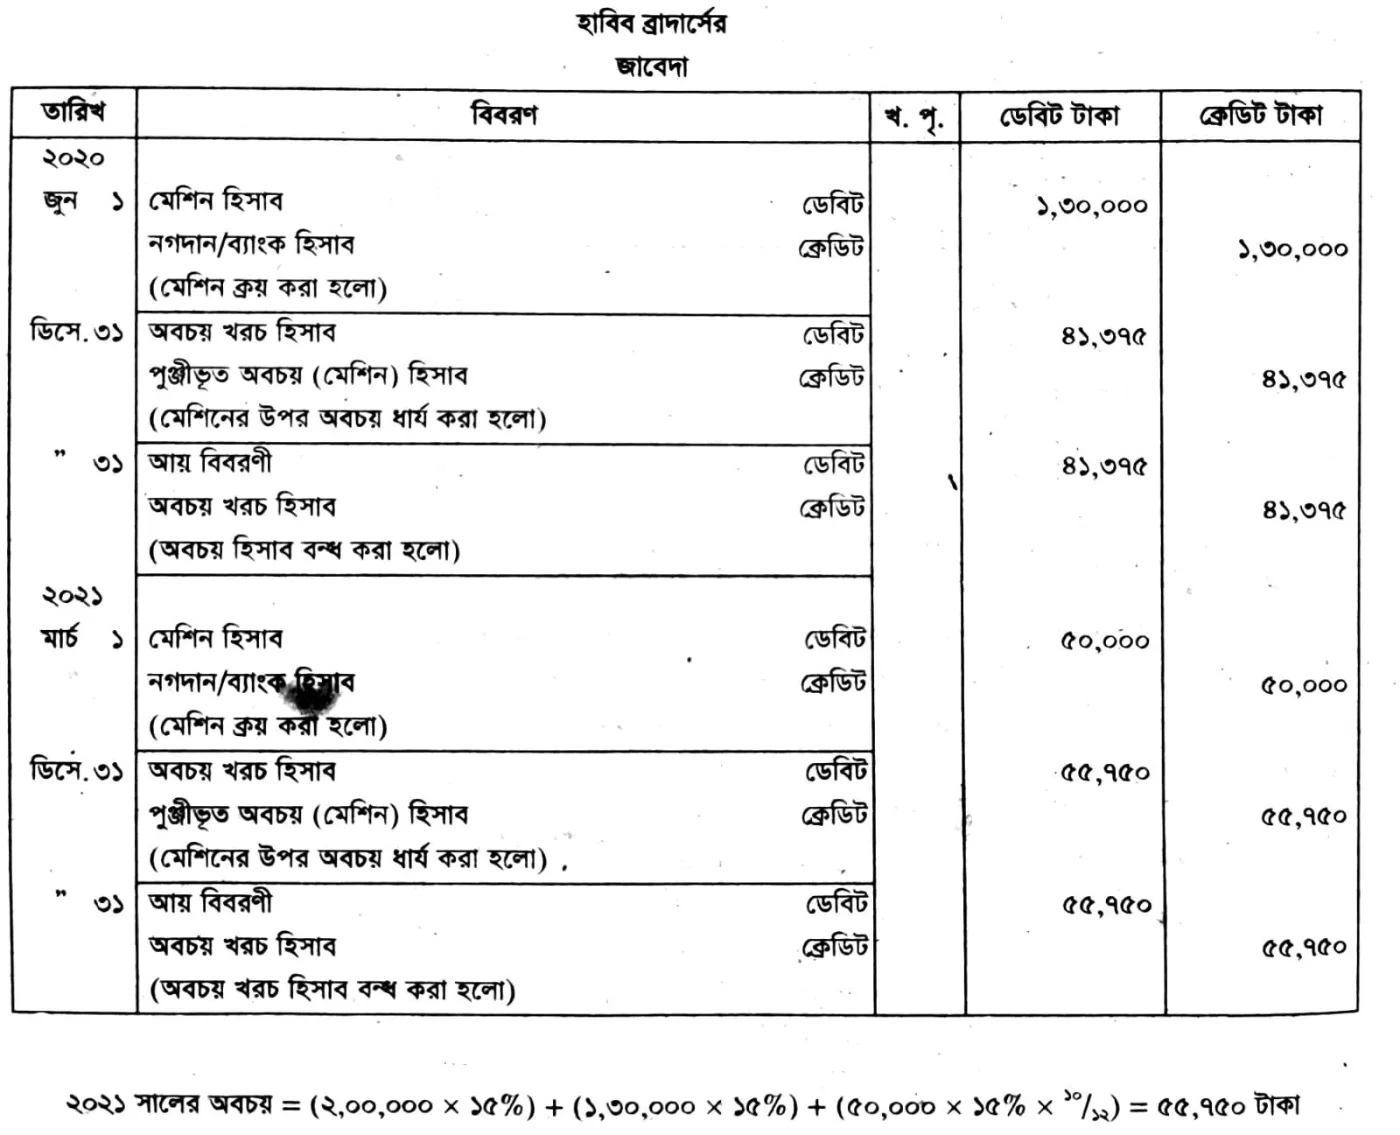 হাবিব ব্রাদার্সের
জাবেদা
তারিখ বিবরণ খ. পৃ. ডেবিট টাকা ক্রেডিট টাকা
২০২০
জুন ১ মেশিন হিসাব ডেবিট ১,৩০,০০০
নগদান/ব্যাংক হিসাব ক্রেডিট ১,৩০,০০০
(মেশিন ক্রয় করা হলো)
ডিসে. ৩১ অবচয় খরচ হিসাব ডেবিট ৪১,৩৭৫
পুঞ্জীভূত অবচয় (মেশিন) হিসাব ক্রেডিট ৪১,৩৭৫
(মেশিনের উপর অবচয় ধার্য করা হলো)
” ৩১ আয় বিবরণী ডেবিট ৪১,৩৭৫
অবচয় খরচ হিসাব ক্রেডিট ৪১,৩৭৫
(অবচয় হিসাব বন্ধ করা হলো)
২০২১
মার্চ ১ মেশিন হিসাব ডেবিট ৫০,০০০
নগদান/ব্যাংক হিসাব ক্রেডিট ৫০,০০০
(মেশিন ক্রয় করা হলো)
ডিসে. ৩১ অবচয় খরচ হিসাব ডেবিট ৫৫,৭৫০
পুঞ্জীভূত অবচয় (মেশিন) হিসাব ক্রেডিট ৫৫,৭৫০
(মেশিনের উপর অবচয় ধার্য করা হলো)
” ৩১ আয় বিবরণী ডেবিট ৫৫,৭৫০
অবচয় খরচ হিসাব ক্রেডিট ৫৫,৭৫০
(অবচয় খরচ হিসাব বন্ধ করা হলো)
২০২১ সালের অবচয় = (২,০০,০০০ × ১৫%) + (১,৩০,০০০ × ১৫%) + (৫০,০০০ × ১৫% × ১০/১২) = ৫৫,৭৫০ টাকা